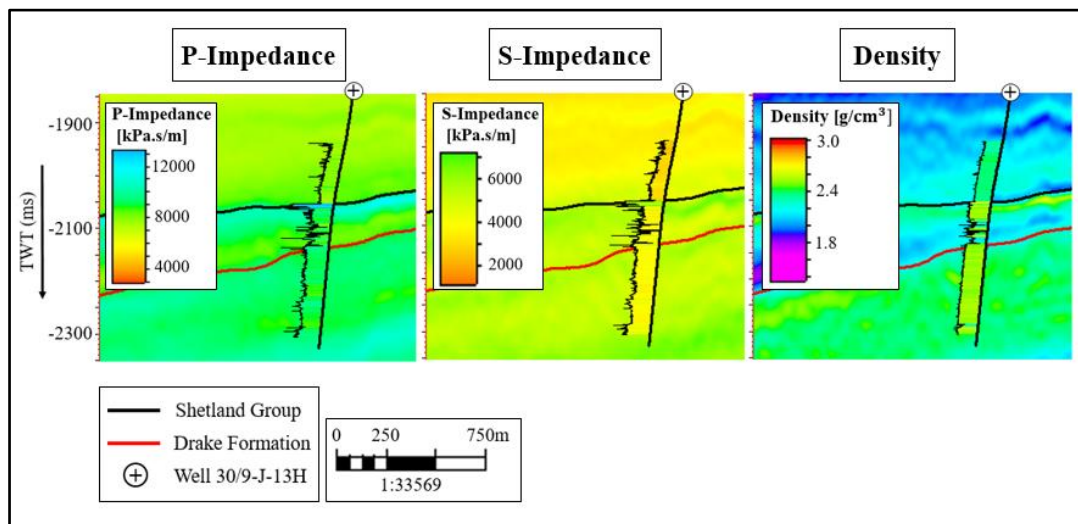 P-Impedance
S-Impedance
Density
P-Impedance
[kPa.s/m]
12000
8000
4000
S-Impedance
[kPa.s/m]
6000
4000
2000
Density [g/cm³]
3.0
2.4
1.8
TWT (ms)
-1900
-2100
-2300
Shetland Group
Drake Formation
Well 30/9-J-13H
0 250 750m
1:33569